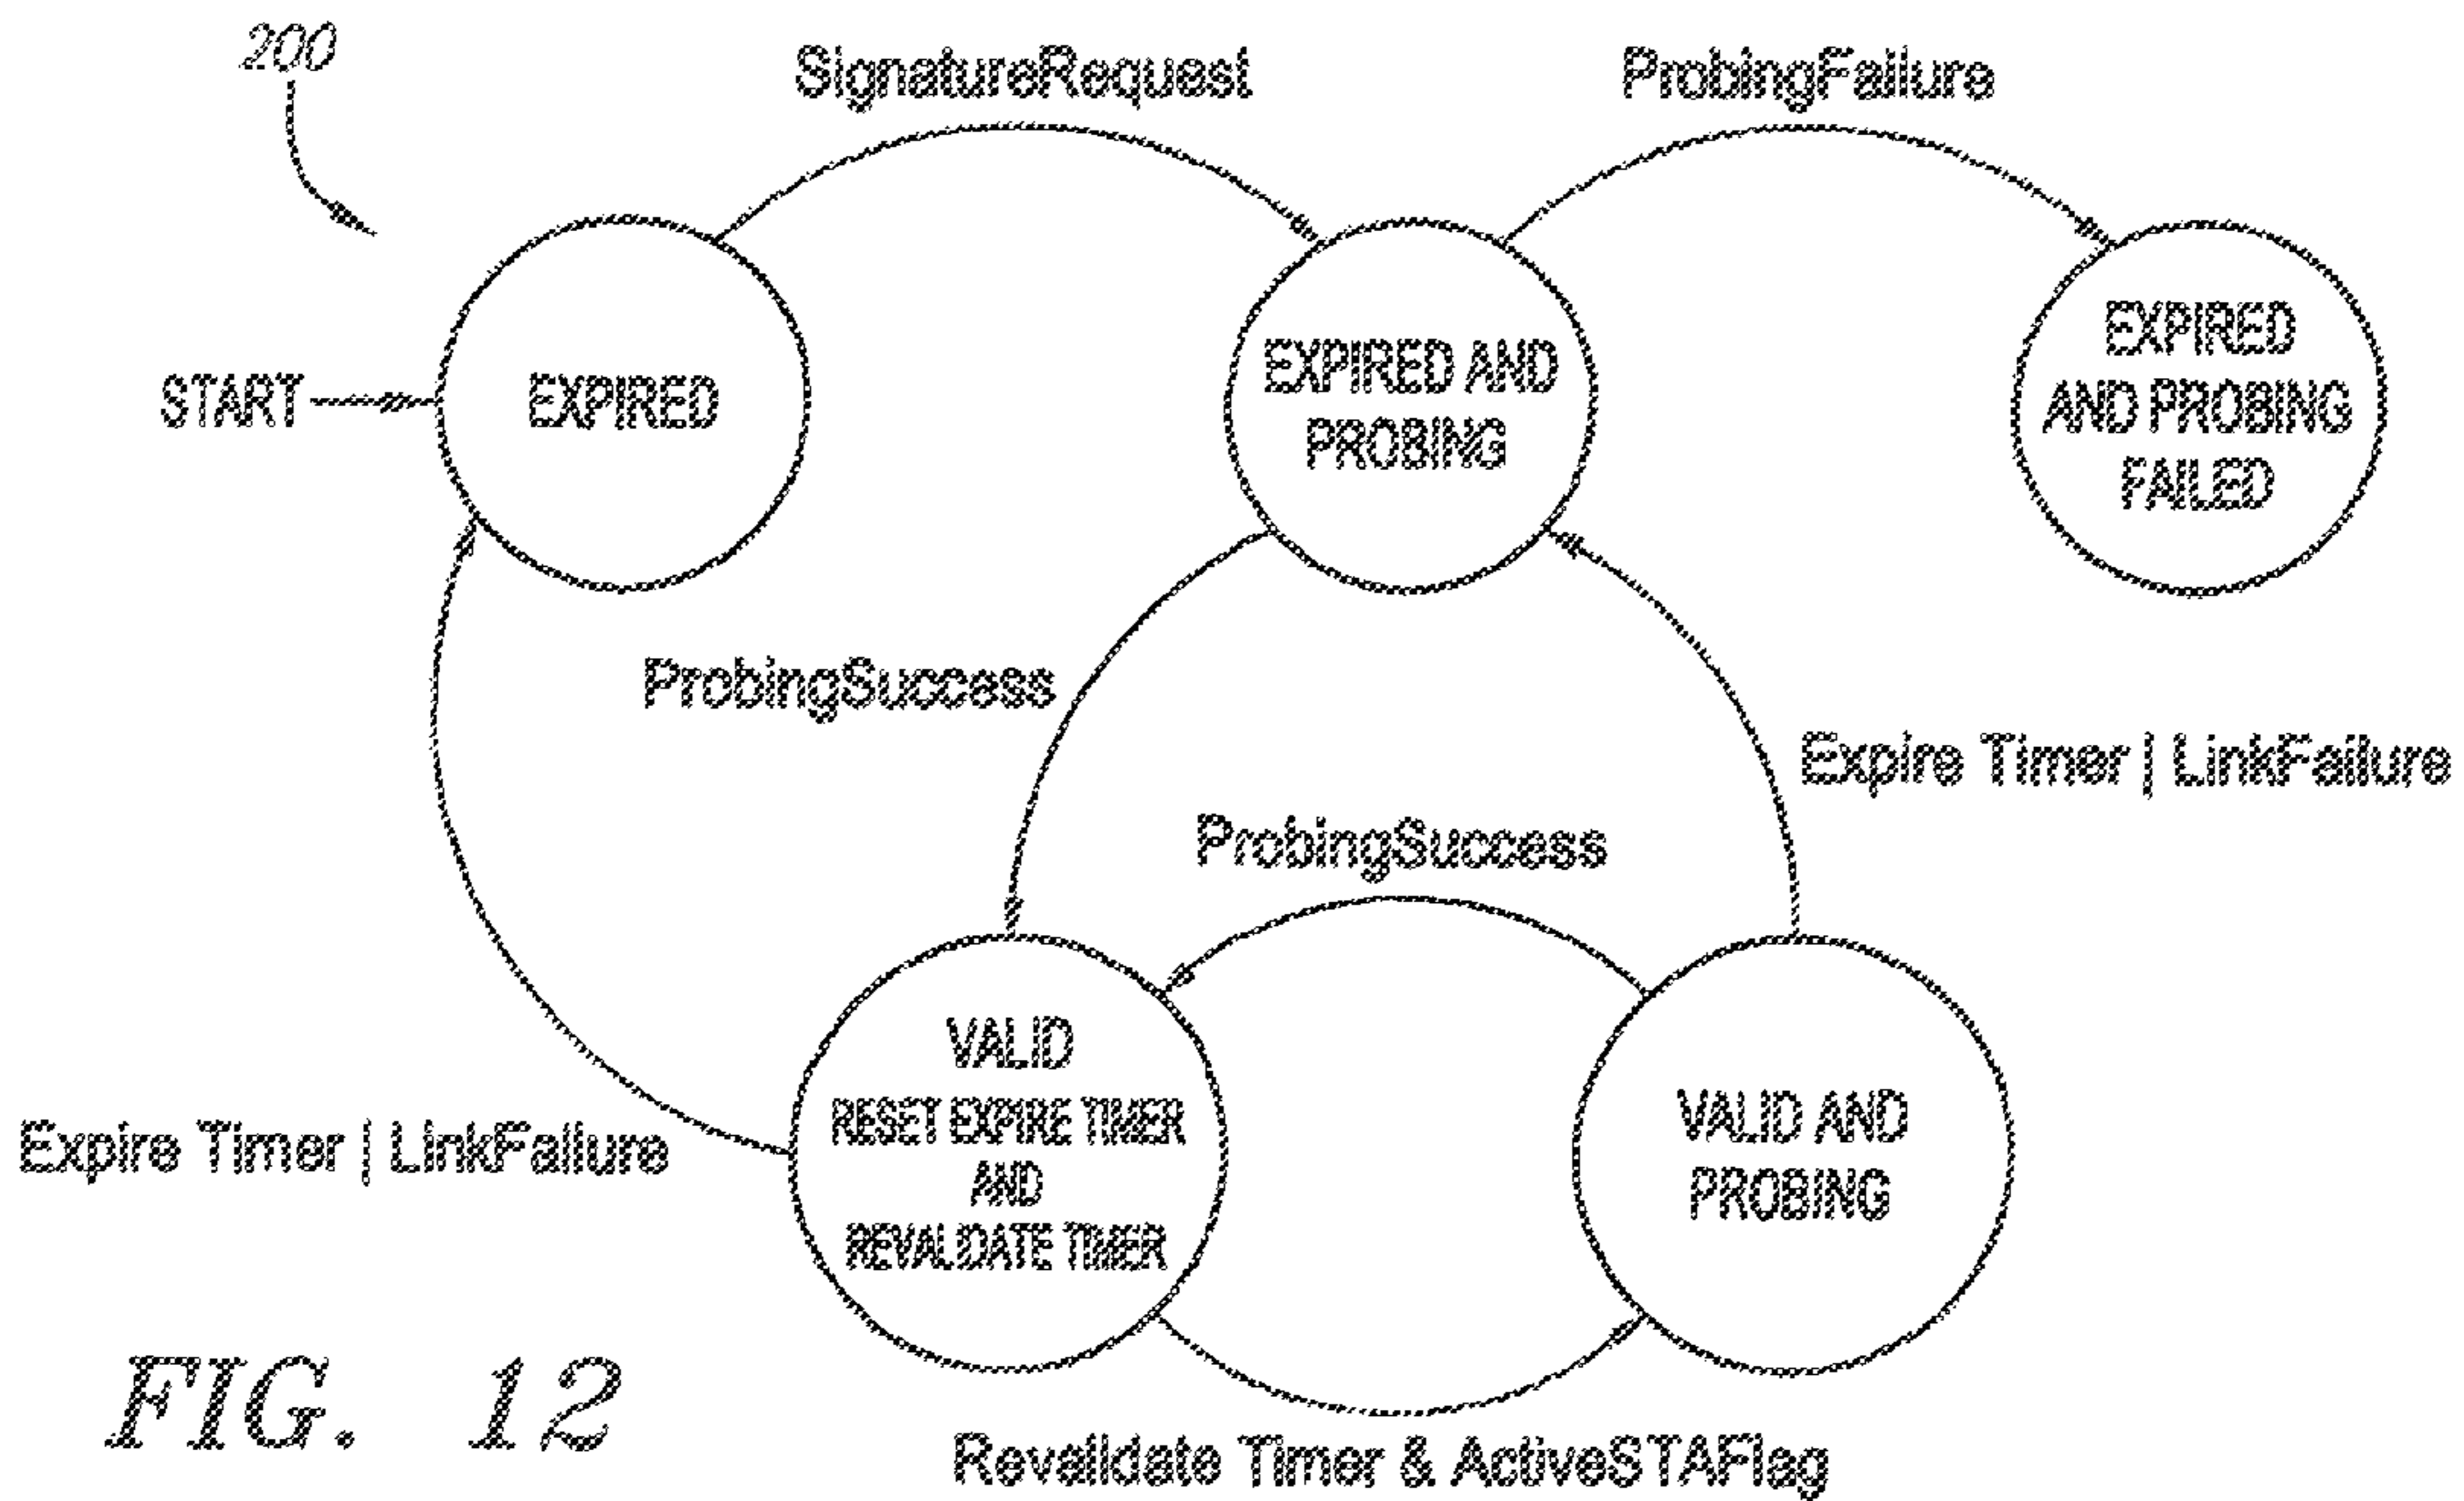 200
SignatureRequest
ProbingFailure
START
EXPIRED
EXPIRED AND
PROBING
EXPIRED
AND PROBING
FAILED
ProbingSuccess
Expire Timer | LinkFailure
ProbingSuccess
Expire Timer | LinkFailure
VALID
RESET EXPIRE TIMER
AND
REVALIDATE TIMER
VALID AND
PROBING
Revalidate Timer & ActiveSTAFlag
FIG. 12